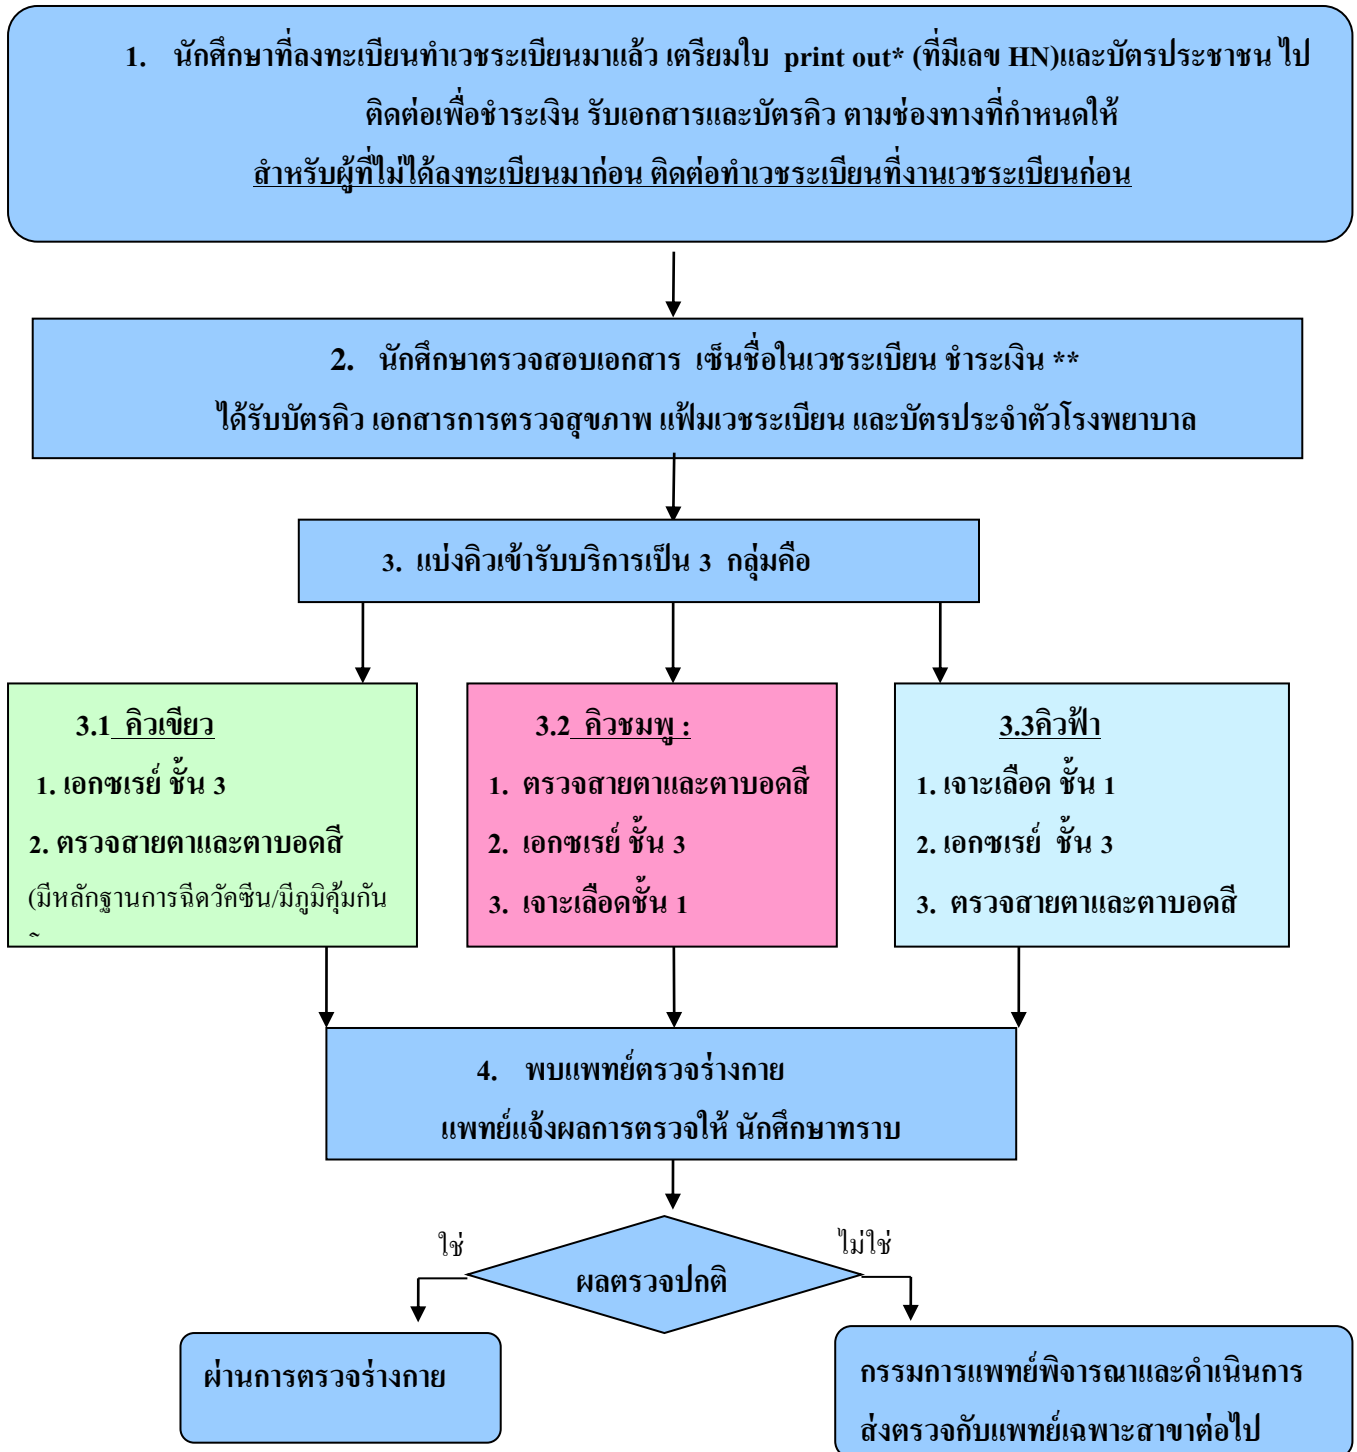 1. นักศึกษาที่ลงทะเบียนทำเวชระเบียนมาแล้ว เตรียมใบ print out* (ที่มีเลข HN)และบัตรประชาชน ไป
ติดต่อเพื่อชำระเงิน รับเอกสารและบัตรคิว ตามช่องทางที่กำหนดให้
สำหรับผู้ที่ไม่ได้ลงทะเบียนมาก่อน ติดต่อทำเวชระเบียนที่งานเวชระเบียนก่อน
2. นักศึกษาตรวจสอบเอกสาร เซ็นชื่อในเวชระเบียน ชำระเงิน **
ได้รับบัตรคิว เอกสารการตรวจสุขภาพ แฟ้มเวชระเบียน และบัตรประจำตัวโรงพยาบาล
3. แบ่งคิวเข้ารับบริการเป็น 3 กลุ่มคือ
3.1 คิวเขียว
1. เอกซเรย์ ชั้น 3
2. ตรวจสายตาและตาบอดสี
(มีหลักฐานการฉีดวัคซีน/มีภูมิคุ้มกัน
3.2 คิวชมพู :
1. ตรวจสายตาและตาบอดสี
2. เอกซเรย์ ชั้น 3
3. เจาะเลือดชั้น 1
3.3คิวฟ้า
1. เจาะเลือด ชั้น 1
2. เอกซเรย์ ชั้น 3
3. ตรวจสายตาและตาบอดสี
4. พบแพทย์ตรวจร่างกาย
แพทย์แจ้งผลการตรวจให้ นักศึกษาทราบ
ใช่
ไม่ใช่
ผลตรวจปกติ
ผ่านการตรวจร่างกาย
กรรมการแพทย์พิจารณาและดำเนินการ
ส่งตรวจกับแพทย์เฉพาะสาขาต่อไป